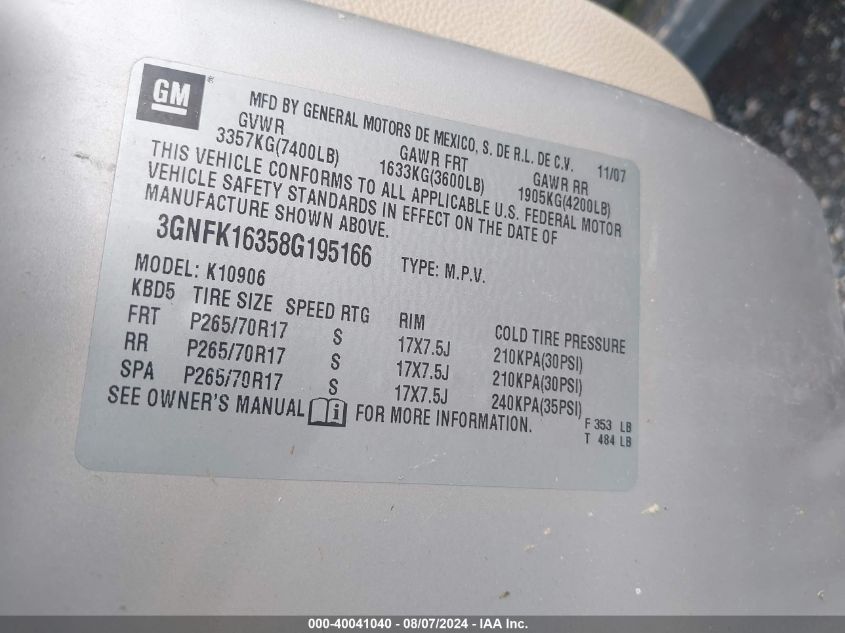 GM
MFD BY GENERAL MOTORS DE MEXICO, S. DE R.L. DE C.V. 11/07
GVWR GAWR FRT GAWR RR
3357KG(7400LB) 1633KG(3600LB) 1905KG(4200LB)
THIS VEHICLE CONFORMS TO ALL APPLICABLE U.S. FEDERAL MOTOR
VEHICLE SAFETY STANDARDS IN EFFECT ON THE DATE OF
MANUFACTURE SHOWN ABOVE.
3GNFK16358G195166 TYPE: M.P.V.
MODEL: K10906
KBD5 TIRE SIZE SPEED RTG RIM COLD TIRE PRESSURE
FRT P265/70R17 S 17X7.5J 210KPA(30PSI)
RR P265/70R17 S 17X7.5J 210KPA(30PSI)
SPA P265/70R17 S 17X7.5J 240KPA(35PSI)
SEE OWNER'S MANUAL i FOR MORE INFORMATION.
F 353 LB
T 484 LB
000-40041040 - 08/07/2024 - IAA Inc.